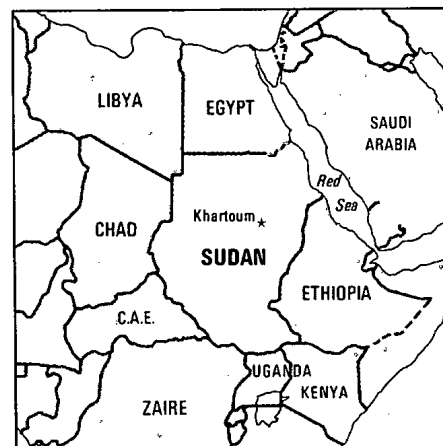 LIBYA
EGYPT
SAUDI
ARABIA
Red
Sea
Khartoum
CHAD
SUDAN
ETHIOPIA
C.A.E.
UGANDA
KENYA
ZAIRE